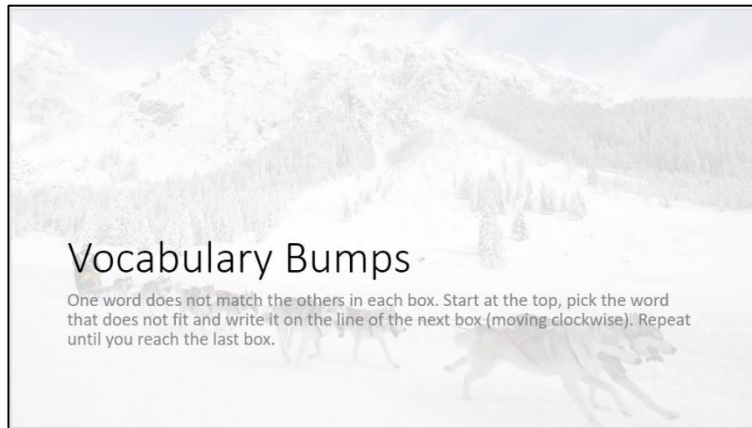 Vocabulary Bumps
One word does not match the others in each box. Start at the top, pick the word
that does not fit and write it on the line of the next box (moving clockwise). Repeat
until you reach the last box.